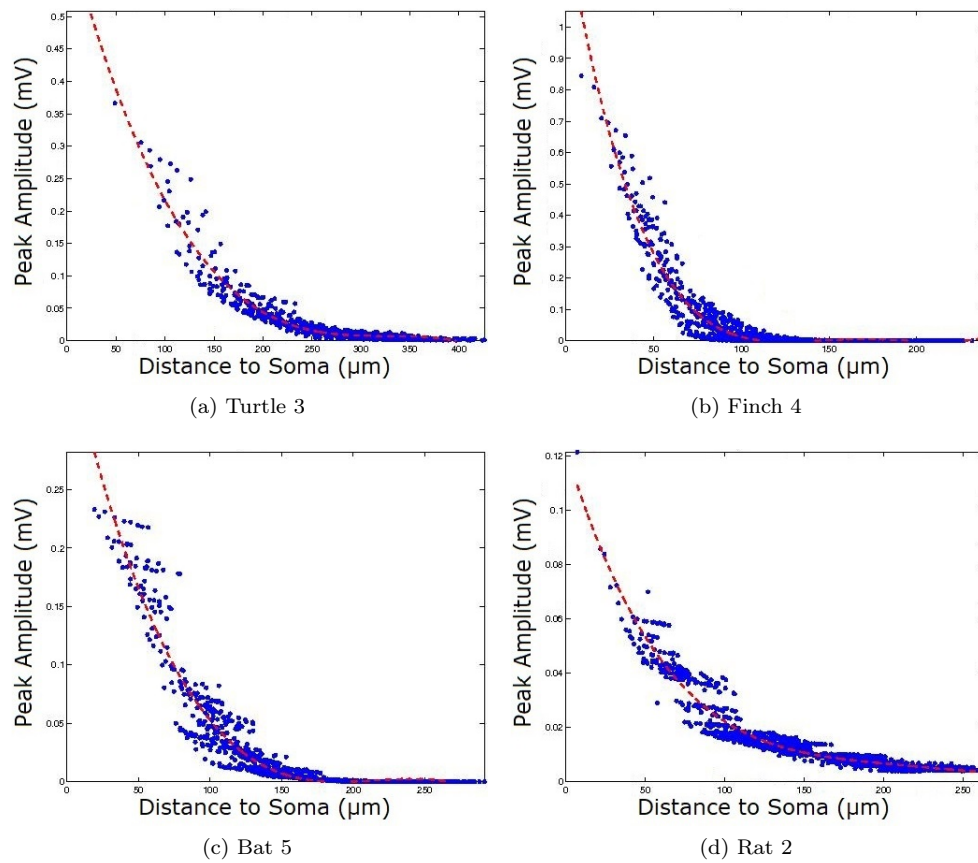 0.5
0.45
0.4
0.35
0.3
0.25
0.2
0.15
0.1
0.05
0
Peak Amplitude (mV)
0 50 100 150 200 250 300 350 400
Distance to Soma (μm)
(a) Turtle 3
1
0.9
0.8
0.7
0.6
0.5
0.4
0.3
0.2
0.1
0
Peak Amplitude (mV)
0 50 100 150 200
Distance to Soma (μm)
(b) Finch 4
0.25
0.2
0.15
0.1
0.05
0
Peak Amplitude (mV)
0 50 100 150 200 250
Distance to Soma (μm)
(c) Bat 5
0.12
0.1
0.08
0.06
0.04
0.02
0
Peak Amplitude (mV)
0 50 100 150 200 250
Distance to Soma (μm)
(d) Rat 2